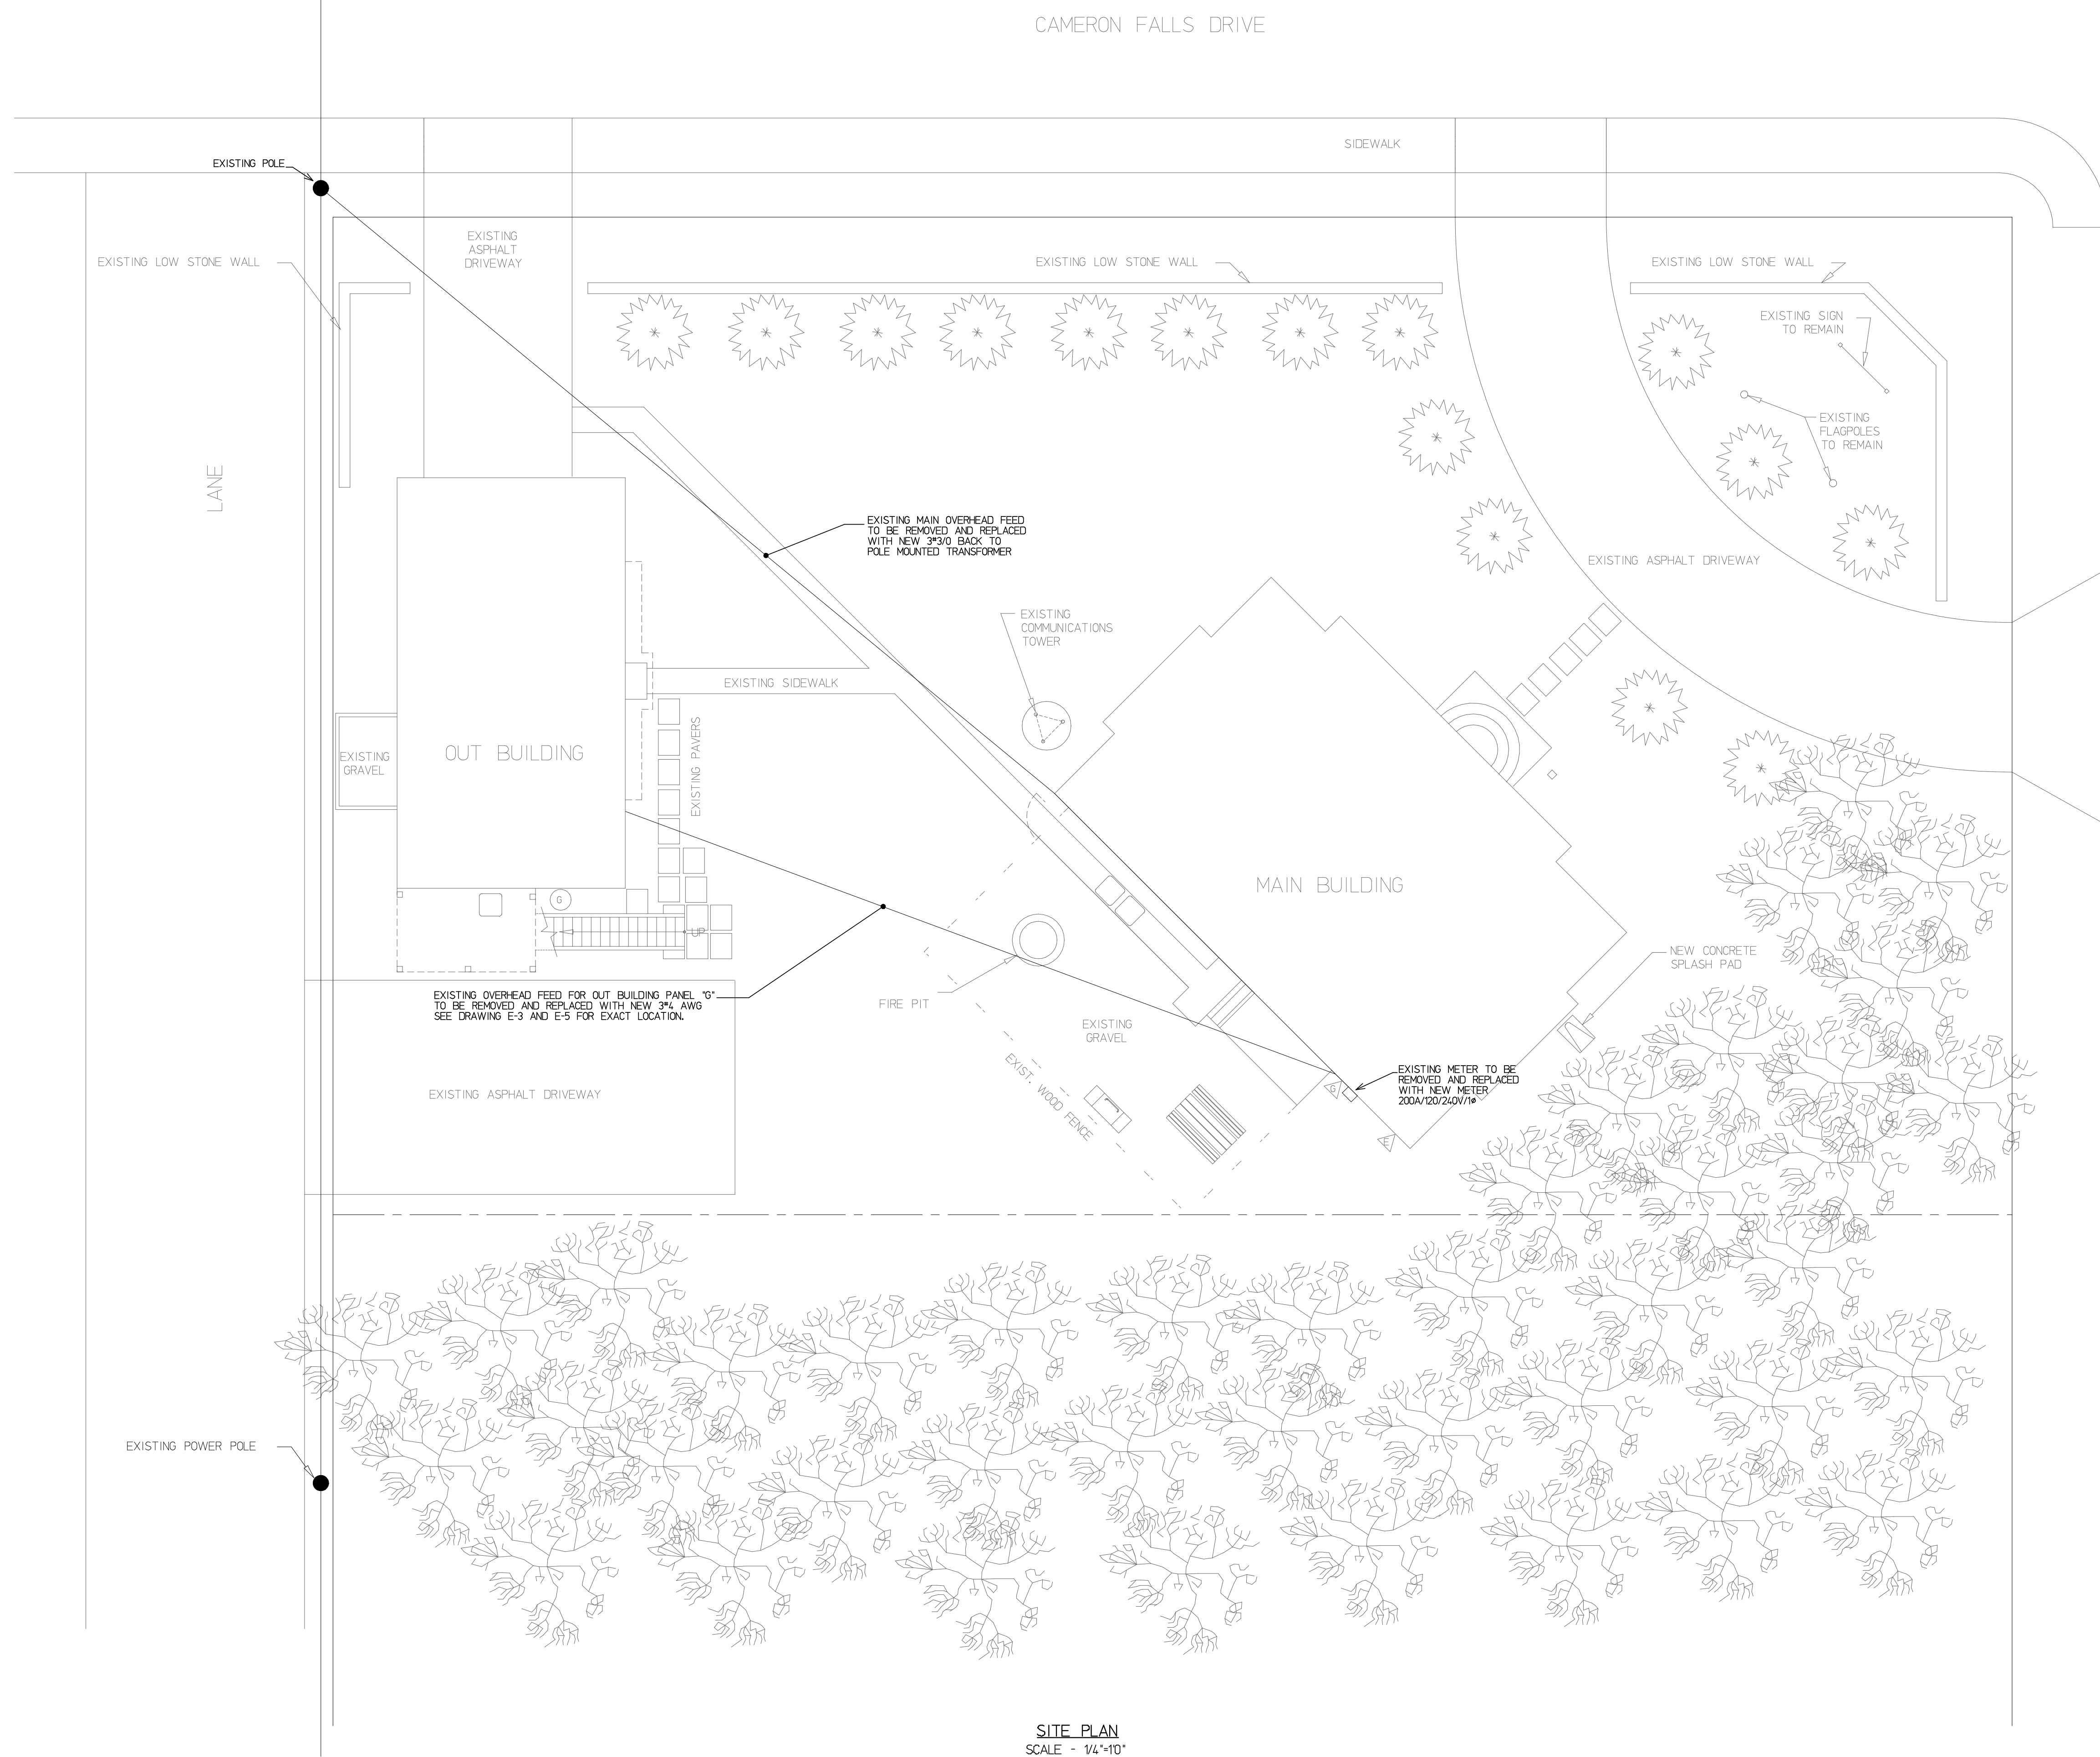 CAMERON FALLS DRIVE
SIDEWALK
EXISTING POLE
EXISTING
ASPHALT
DRIVEWAY
EXISTING LOW STONE WALL
EXISTING LOW STONE WALL
EXISTING LOW STONE WALL
EXISTING SIGN
TO REMAIN
EXISTING
FLAGPOLES
TO REMAIN
LANE
EXISTING MAIN OVERHEAD FEED
TO BE REMOVED AND REPLACED
WITH NEW 3#3/0 BACK TO
POLE MOUNTED TRANSFORMER
EXISTING ASPHALT DRIVEWAY
EXISTING
COMMUNICATIONS
TOWER
EXISTING SIDEWALK
EXISTING PAVERS
OUT BUILDING
EXISTING
GRAVEL
MAIN BUILDING
G
UP
NEW CONCRETE
SPLASH PAD
EXISTING OVERHEAD FEED FOR OUT BUILDING PANEL "G"
TO BE REMOVED AND REPLACED WITH NEW 3#4 AWG
SEE DRAWING E-3 AND E-5 FOR EXACT LOCATION.
FIRE PIT
EXISTING
GRAVEL
EXIST. WOOD FENCE
EXISTING METER TO BE
REMOVED AND REPLACED
WITH NEW METER
200A/120/240V/1ø
G
E
EXISTING ASPHALT DRIVEWAY
EXISTING POWER POLE
SITE PLAN
SCALE - 1/4"=1'0"